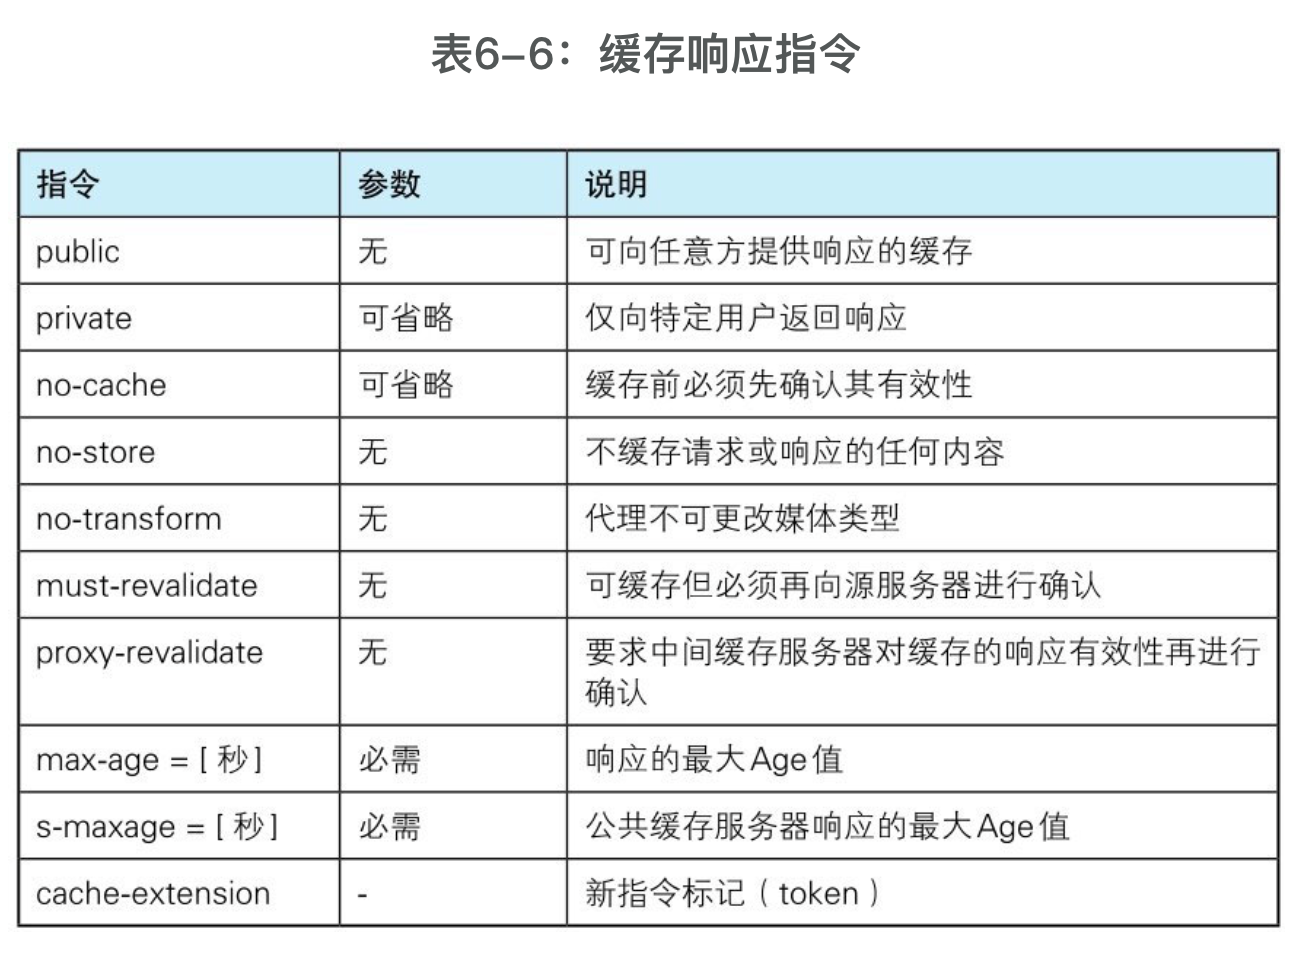 表6-6：缓存响应指令
指令 参数 说明
public 无 可向任意方提供响应的缓存
private 可省略 仅向特定用户返回响应
no-cache 可省略 缓存前必须先确认其有效性
no-store 无 不缓存请求或响应的任何内容
no-transform 无 代理不可更改媒体类型
must-revalidate 无 可缓存但必须再向源服务器进行确认
proxy-revalidate 无 要求中间缓存服务器对缓存的响应有效性再进行
确认
max-age = [ 秒] 必需 响应的最大Age值
s-maxage = [ 秒] 必需 公共缓存服务器响应的最大Age值
cache-extension - 新指令标记（token）